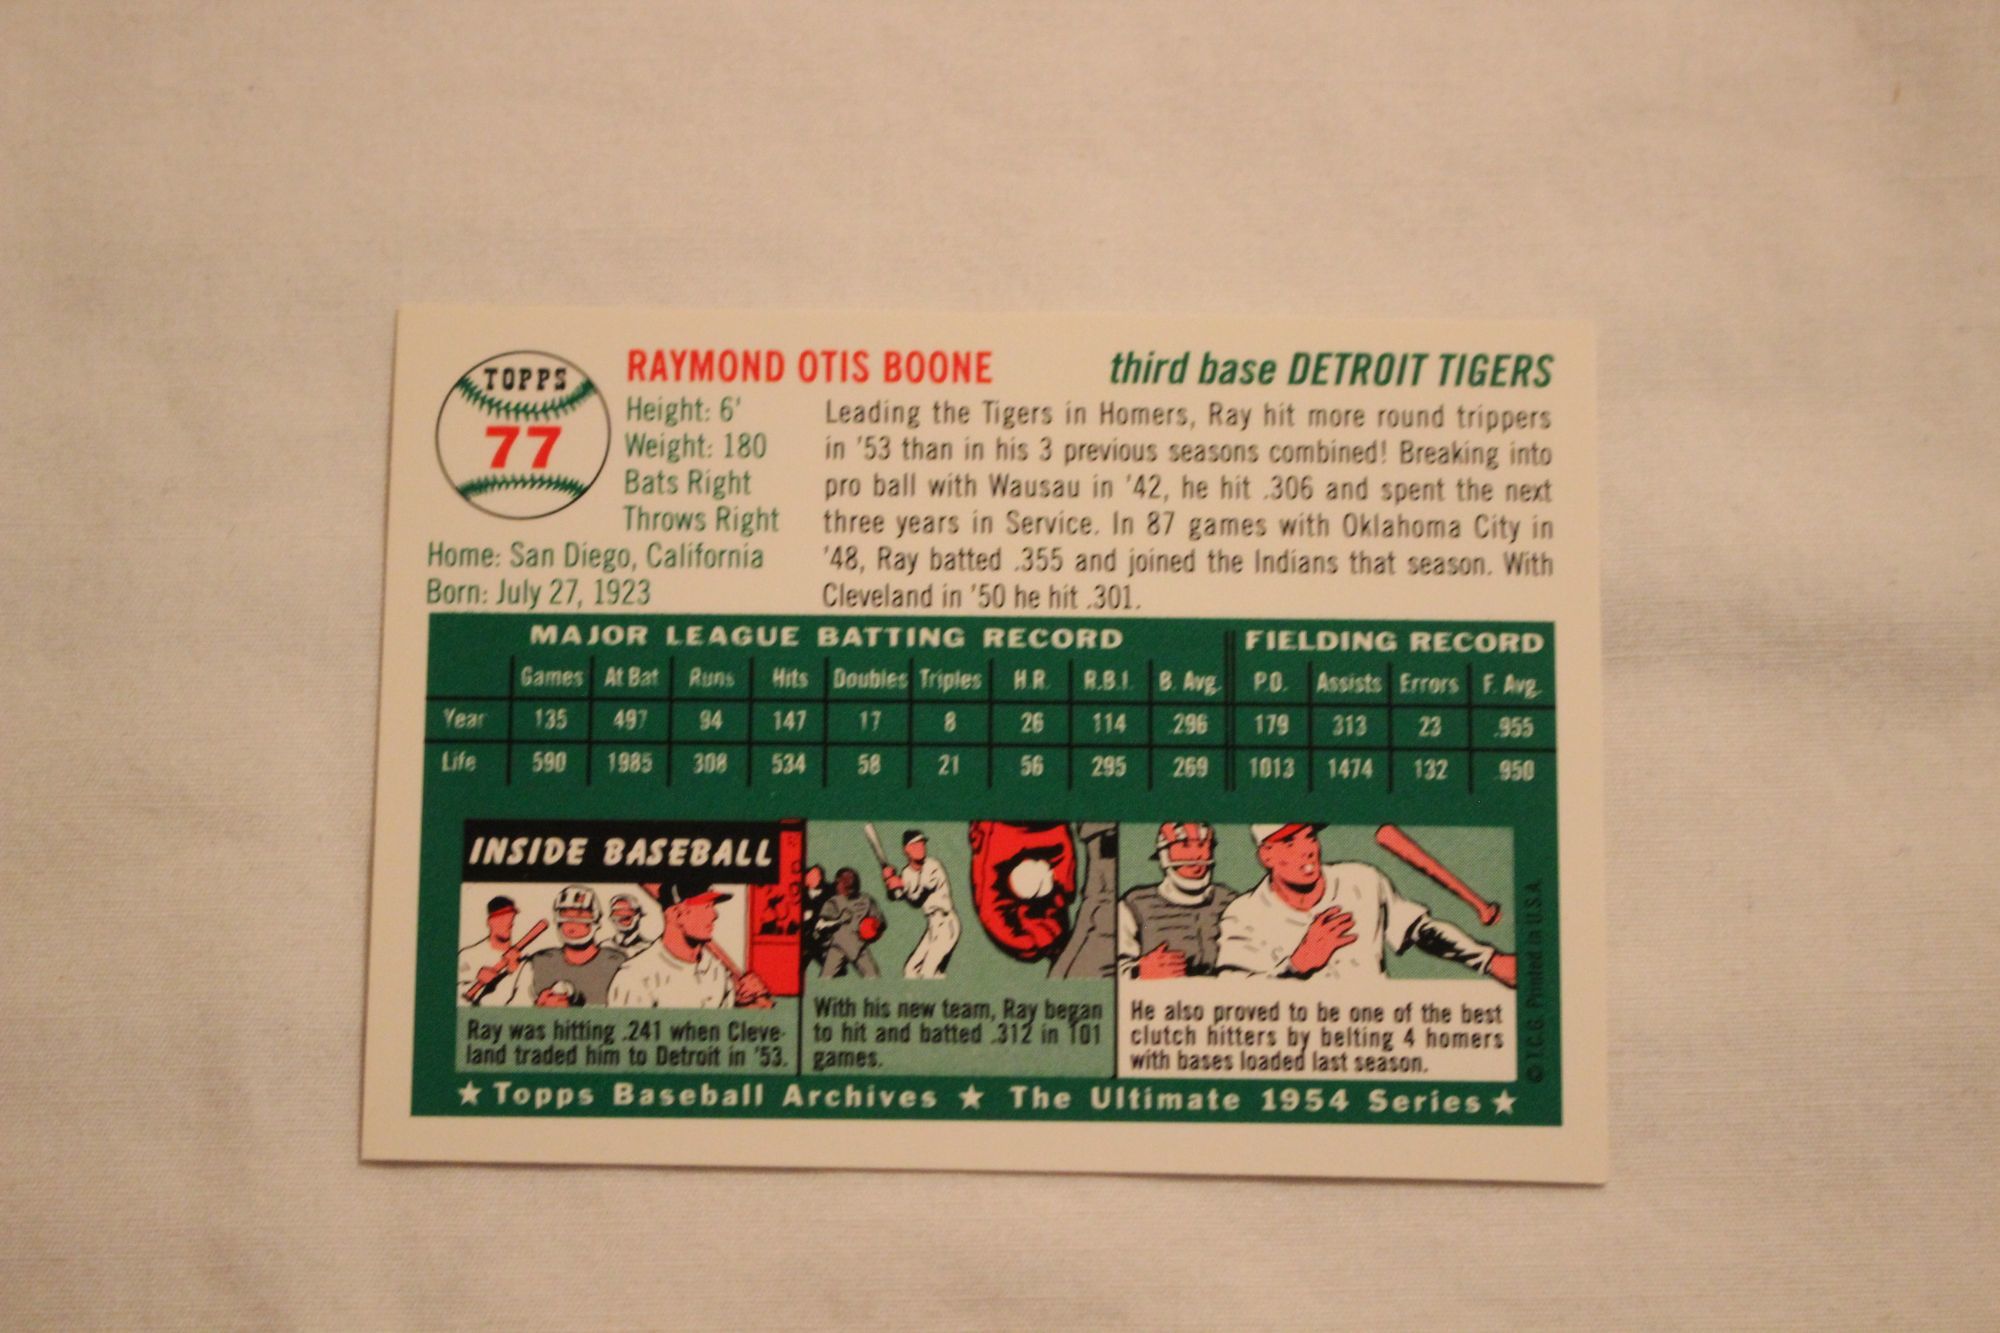 TOPPS
77
RAYMOND OTIS BOONE
third base DETROIT TIGERS
Height: 6'
Weight: 180
Bats Right
Throws Right
Home: San Diego, California
Born: July 27, 1923
Leading the Tigers in Homers, Ray hit more round trippers
in '53 than in his 3 previous seasons combined! Breaking into
pro ball with Wausau in '42, he hit .306 and spent the next
three years in Service. In 87 games with Oklahoma City in
'48, Ray batted .355 and joined the Indians that season. With
Cleveland in '50 he hit .301.
MAJOR LEAGUE BATTING RECORD FIELDING RECORD
Games At Bat Runs Hits Doubles Triples H.R. R.B.I. B. Avg. P.O. Assists Errors F. Avg.
Year 135 497 94 147 17 8 26 114 .296 179 313 23 .955
Life 590 1985 308 534 58 21 56 295 .269 1013 1474 132 .950
INSIDE BASEBALL
Ray was hitting .241 when Cleve-
land traded him to Detroit in '53.
With his new team, Ray began
to hit and batted .312 in 101
games.
He also proved to be one of the best
clutch hitters by belting 4 homers
with bases loaded last season.
© T.C.G. Printed in U.S.A.
★ Topps Baseball Archives ★ The Ultimate 1954 Series ★